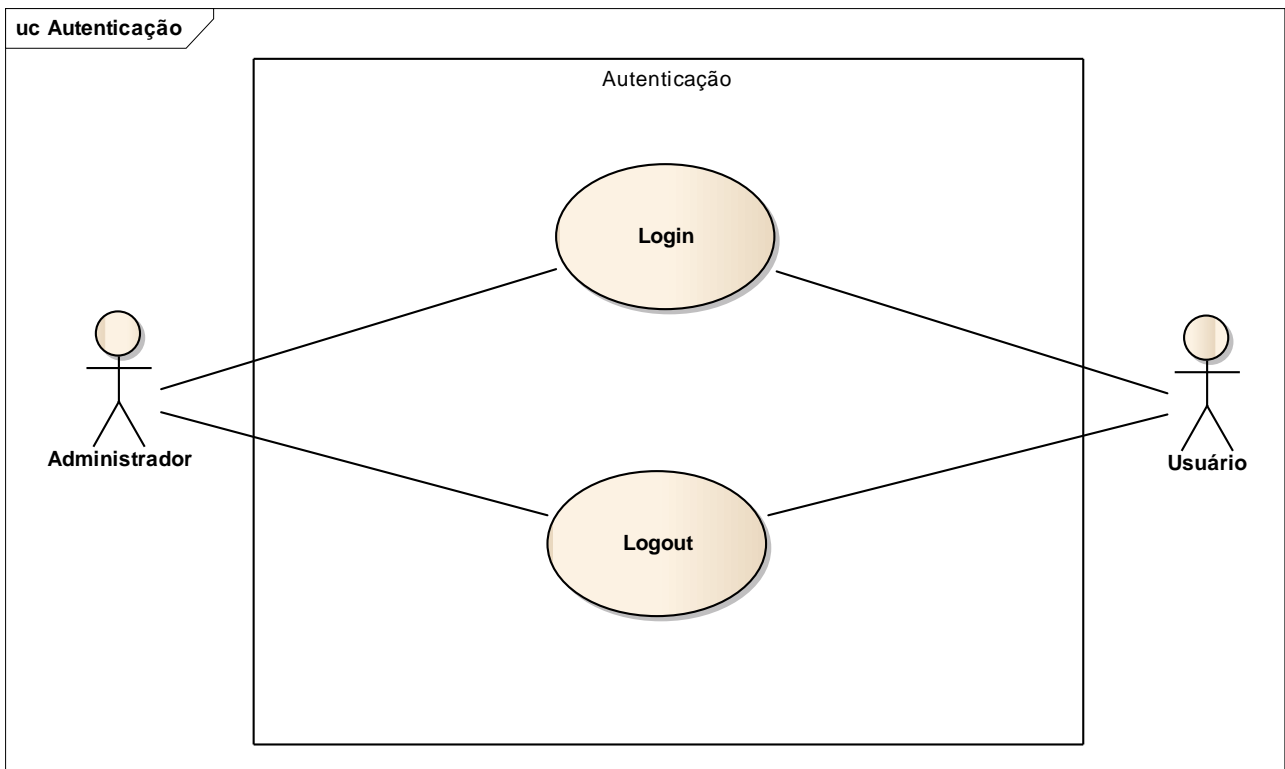 uc Autenticação
Autenticação
Login
Administrador
Usuário
Logout